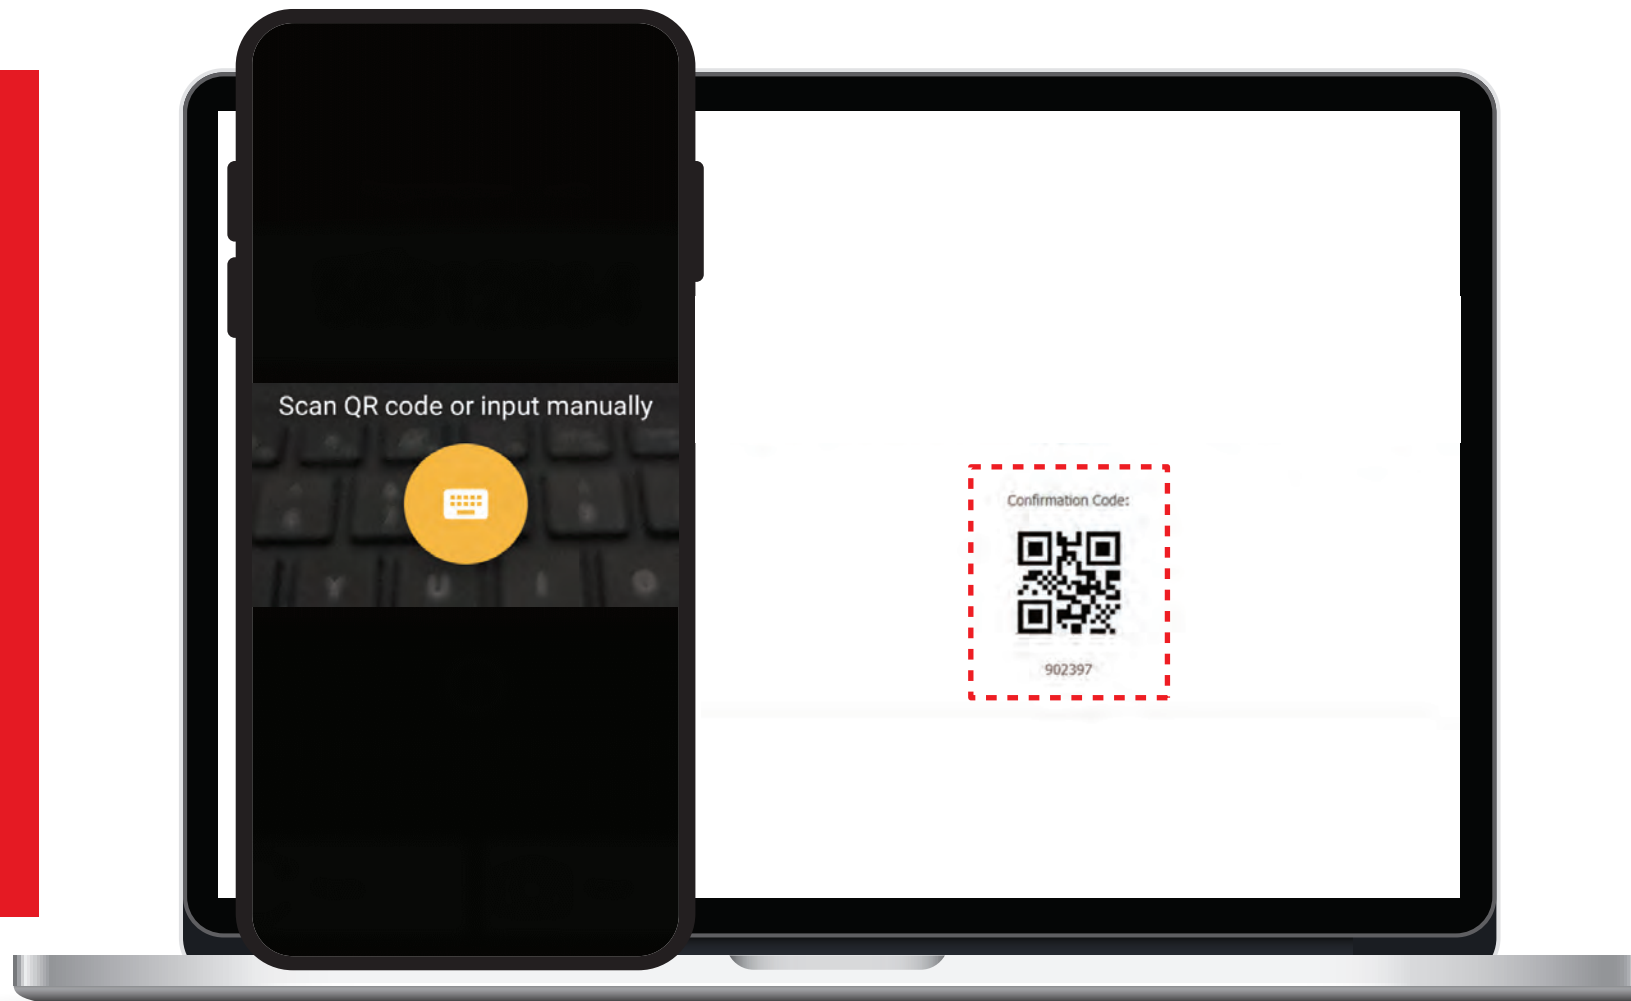 Scan QR code or input manually
Y U I O
Confirmation Code:
902397